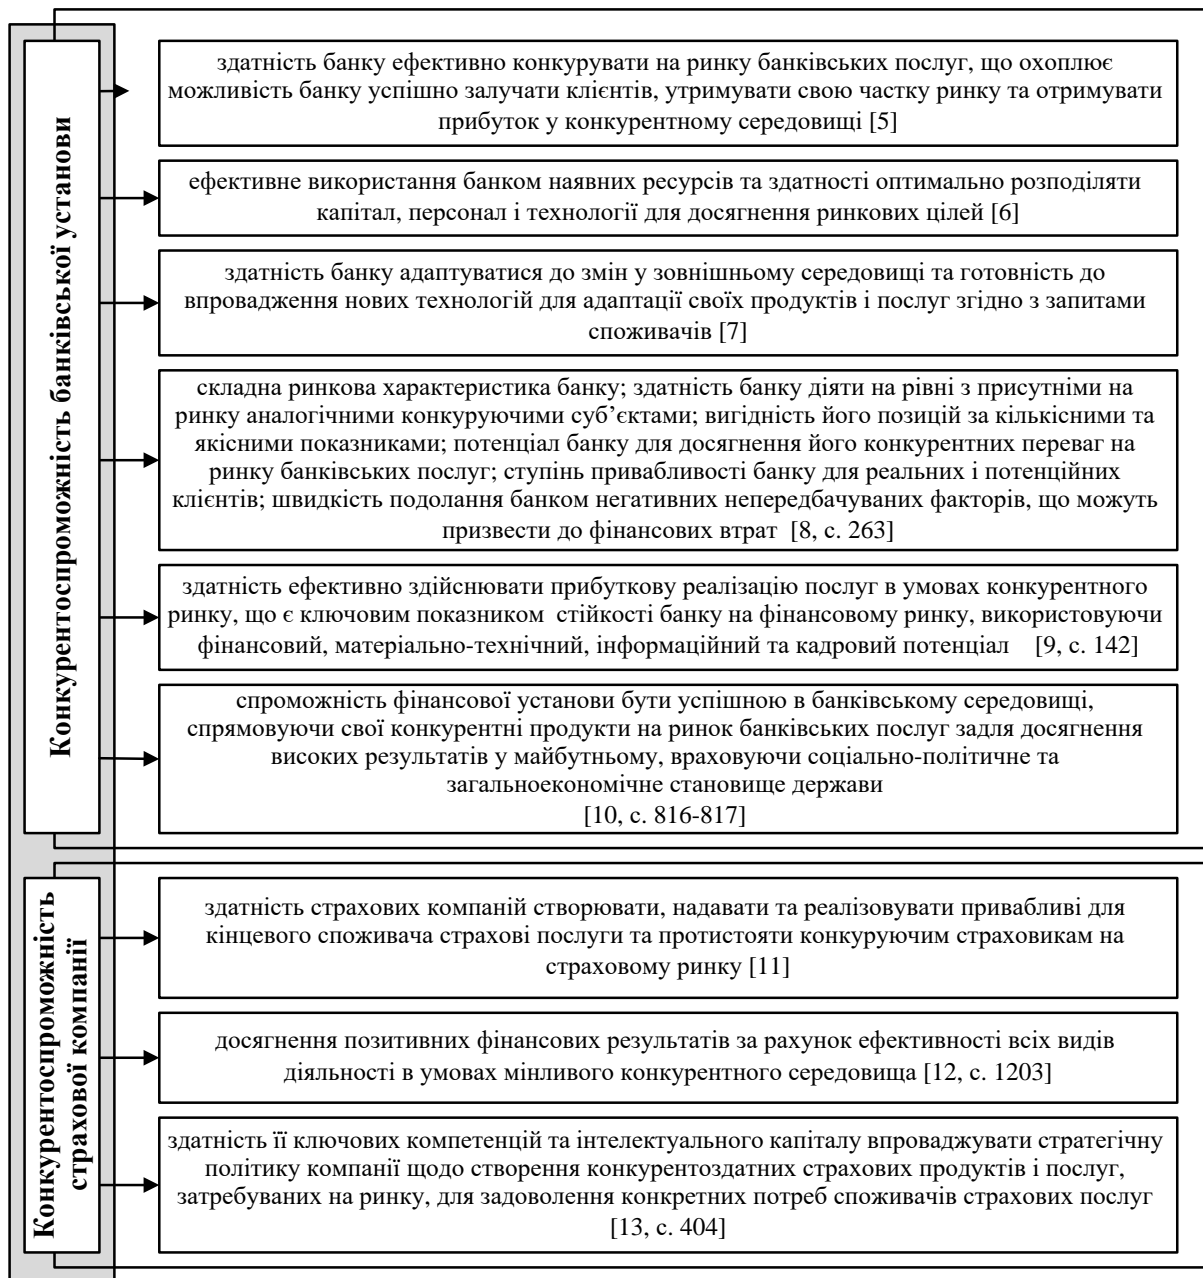 Конкурентоспроможність банківської установи
здатність банку ефективно конкурувати на ринку банківських послуг, що охоплює
можливість банку успішно залучати клієнтів, утримувати свою частку ринку та отримувати
прибуток у конкурентному середовищі [5]
ефективне використання банком наявних ресурсів та здатності оптимально розподіляти
капітал, персонал і технології для досягнення ринкових цілей [6]
здатність банку адаптуватися до змін у зовнішньому середовищі та готовність до
впровадження нових технологій для адаптації своїх продуктів і послуг згідно з запитами
споживачів [7]
складна ринкова характеристика банку; здатність банку діяти на рівні з присутніми на
ринку аналогічними конкуруючими суб’єктами; вигідність його позицій за кількісними та
якісними показниками; потенціал банку для досягнення його конкурентних переваг на
ринку банківських послуг; ступінь привабливості банку для реальних і потенційних
клієнтів; швидкість подолання банком негативних непередбачуваних факторів, що можуть
призвести до фінансових втрат [8, с. 263]
здатність ефективно здійснювати прибуткову реалізацію послуг в умовах конкурентного
ринку, що є ключовим показником стійкості банку на фінансовому ринку, використовуючи
фінансовий, матеріально-технічний, інформаційний та кадровий потенціал [9, с. 142]
спроможність фінансової установи бути успішною в банківському середовищі,
спрямовуючи свої конкурентні продукти на ринок банківських послуг задля досягнення
високих результатів у майбутньому, враховуючи соціально-політичне та
загальноекономічне становище держави
[10, с. 816-817]
Конкурентоспроможність
страхової компанії
здатність страхових компаній створювати, надавати та реалізовувати привабливі для
кінцевого споживача страхові послуги та протистояти конкуруючим страховикам на
страховому ринку [11]
досягнення позитивних фінансових результатів за рахунок ефективності всіх видів
діяльності в умовах мінливого конкурентного середовища [12, с. 1203]
здатність її ключових компетенцій та інтелектуального капіталу впроваджувати стратегічну
політику компанії щодо створення конкурентоздатних страхових продуктів і послуг,
затребуваних на ринку, для задоволення конкретних потреб споживачів страхових послуг
[13, с. 404]